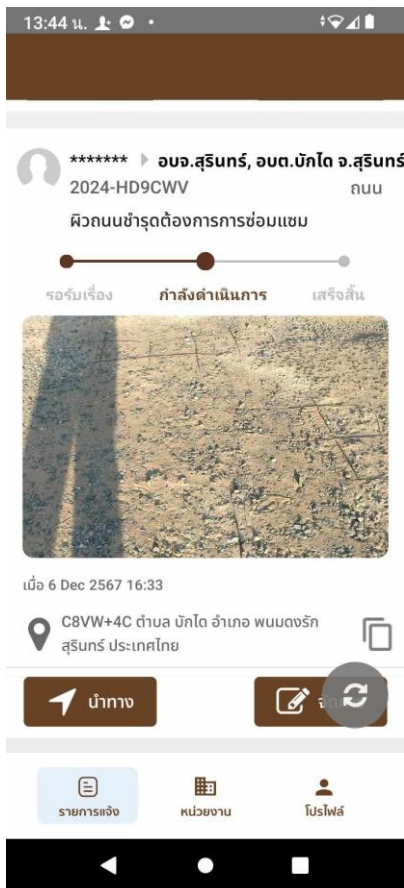 13:44 น.
******* อบจ.สุรินทร์, อบต.บักได จ.สุรินทร์
2024-HD9CWV ถนน
ผิวถนนชำรุดต้องการการซ่อมแซม
รอรับเรื่อง กำลังดำเนินการ เสร็จสิ้น
เมื่อ 6 Dec 2567 16:33
C8VW+4C ตำบล บักได อำเภอ พนมดงรัก
สุรินทร์ ประเทศไทย
นำทาง
รายการแจ้ง หน่วยงาน โปรไฟล์